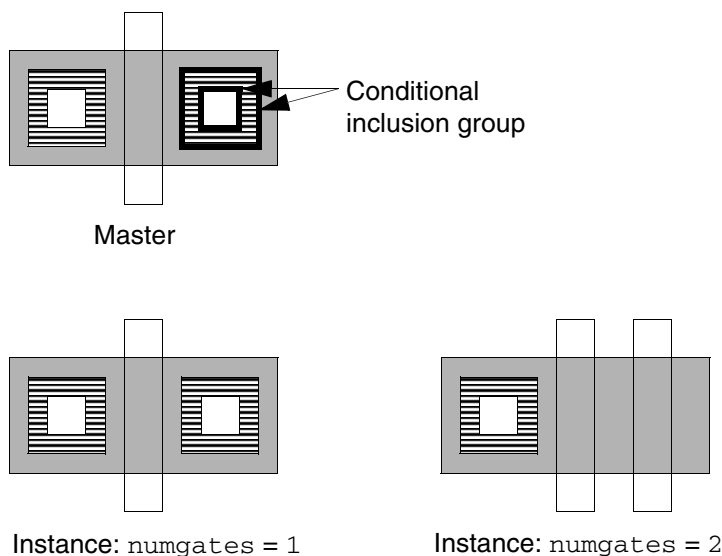 Conditional
inclusion group
Master
Instance: numgates = 1
Instance: numgates = 2